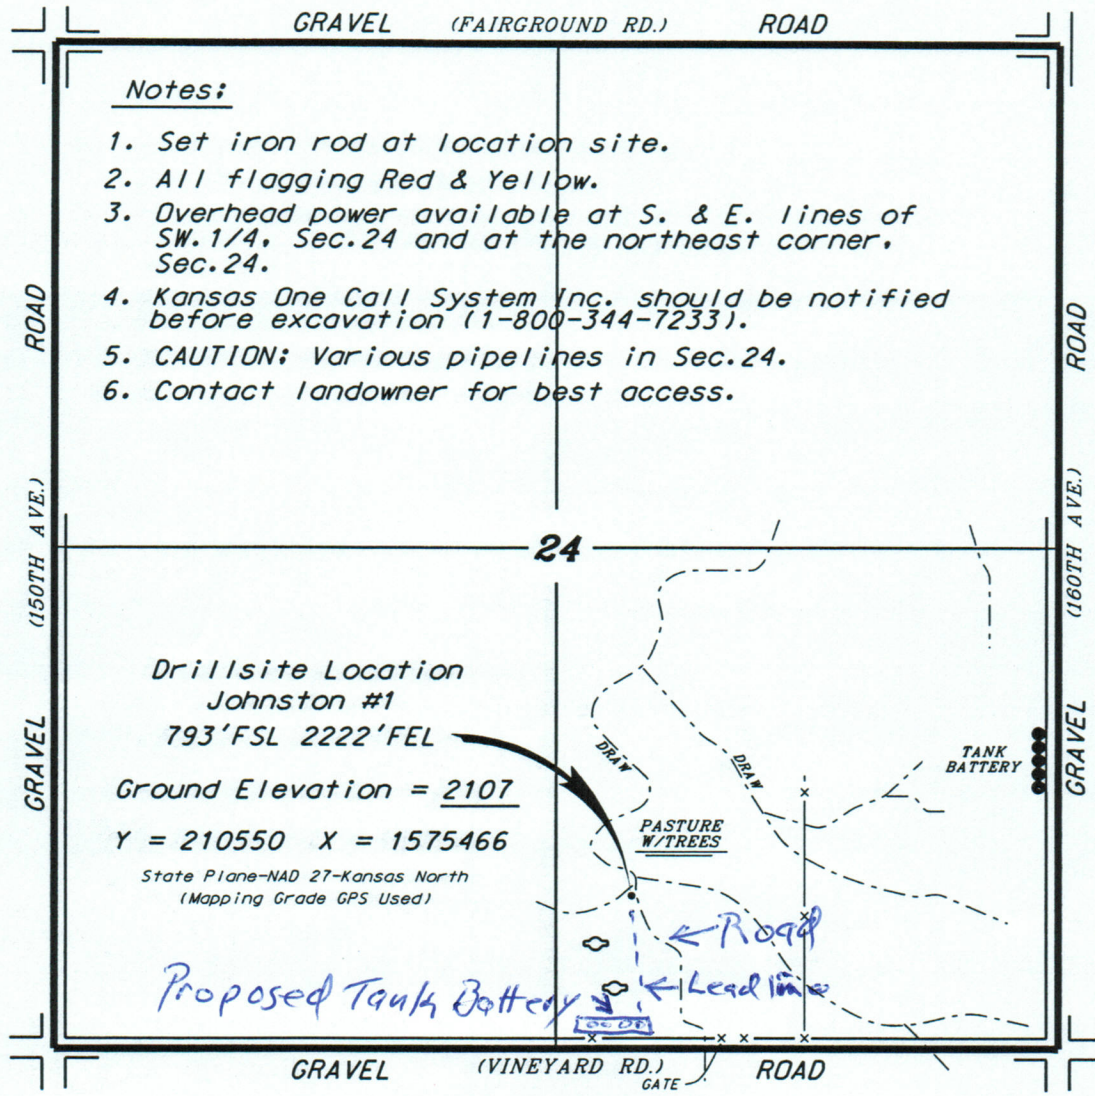 GRAVEL (FAIRGROUND RD.) ROAD
Notes:
1. Set iron rod at location site.
2. All flagging Red & Yellow.
3. Overhead power available at S. & E. lines of
SW.1/4, Sec.24 and at the northeast corner,
Sec.24.
4. Kansas One Call System Inc. should be notified
before excavation (1-800-344-7233).
5. CAUTION: Various pipelines in Sec.24.
6. Contact landowner for best access.
GRAVEL (150TH AVE.) ROAD
GRAVEL (160TH AVE.) ROAD
24
Drillsite Location
Johnston #1
793'FSL 2222'FEL
Ground Elevation = 2107
Y = 210550 X = 1575466
State Plane-NAD 27-Kansas North
(Mapping Grade GPS Used)
DRAW
DRAW
TANK
BATTERY
PASTURE
W/TREES
← Road
← Lead line
Proposed Tank Battery
GRAVEL (VINEYARD RD.) ROAD
GATE